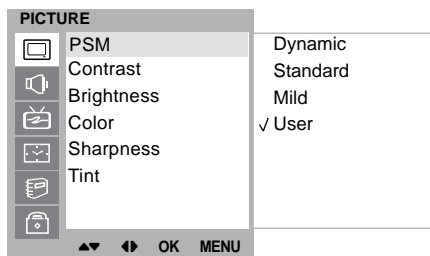 PICTURE
PSM
Contrast
Brightness
Color
Sharpness
Tint
Dynamic
Standard
Mild
√ User
▲▼ ◀▶ OK MENU